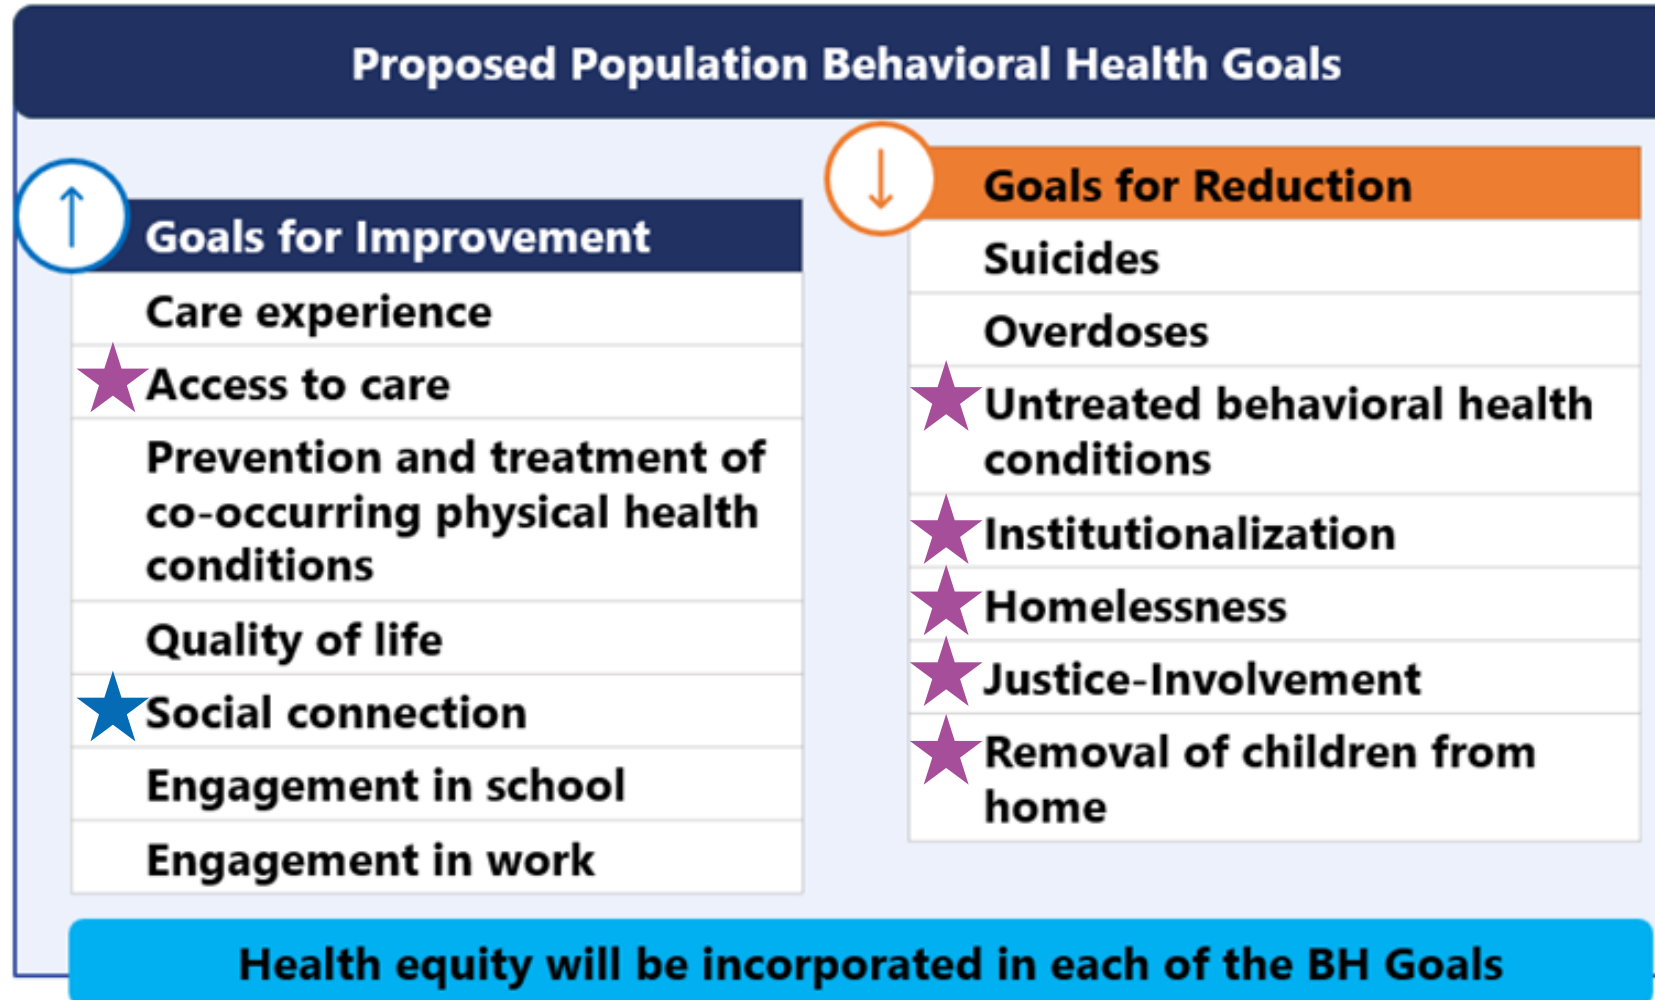 Proposed Population Behavioral Health Goals
Goals for Improvement
Care experience
Access to care
Prevention and treatment of
co-occurring physical health
conditions
Quality of life
Social connection
Engagement in school
Engagement in work
Goals for Reduction
Suicides
Overdoses
Untreated behavioral health
conditions
Institutionalization
Homelessness
Justice-Involvement
Removal of children from
home
Health equity will be incorporated in each of the BH Goals